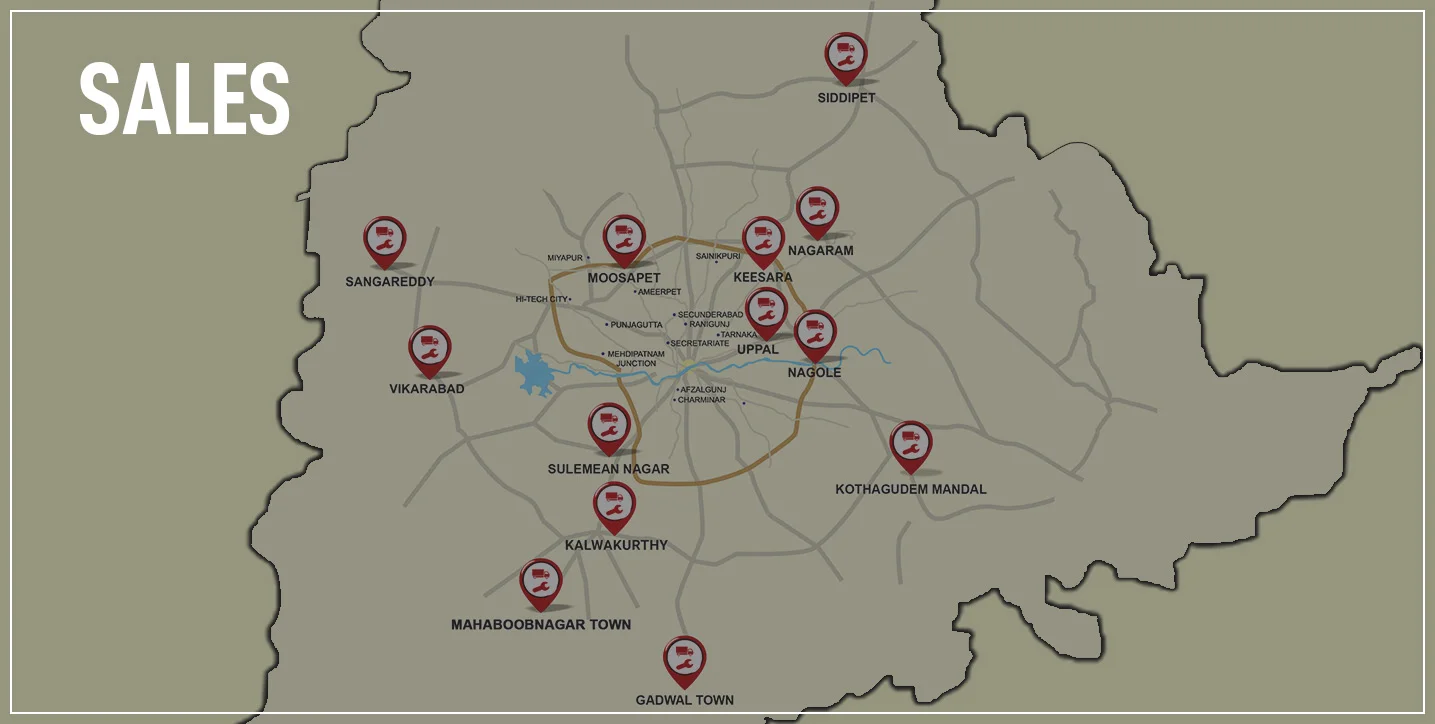 SALES
SIDDIPET
NAGARAM
SANGAREDDY
MIYAPUR
MOOSAPET
SAINIKPURI
KEESARA
HI-TECH CITY
AMEERPET
PUNJAGUTTA
SECUNDERABAD
RANIGUNJ
TARNAKA
SECRETARIATE
UPPAL
MEHDIPATNAM
JUNCTION
NAGOLE
VIKARABAD
AFZALGUNJ
CHARMINAR
SULEMEAN NAGAR
KOTHAGUDEM MANDAL
KALWAKURTHY
MAHABOOBNAGAR TOWN
GADWAL TOWN